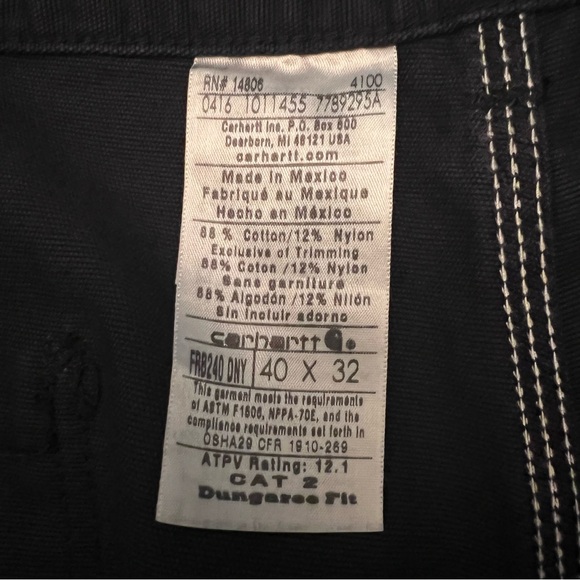 RN# 14806 4100
0416 1011455 7789295A
Carhartt Inc. P.O. Box 600
Dearborn, MI 48121 USA
carhartt.com
Made in Mexico
Fabriqué au Mexique
Hecho en México
88 % Cotton/12% Nylon
Exclusive of Trimming
88% Coton /12% Nylon
Sans garniture
88% Algodón /12% Nilón
Sin incluir adorno
carhartt
FRB240 DNY 40 X 32
This garment meets the requirements
of ASTM F1506, NFPA-70E, and the
compliance requirements set forth in
OSHA29 CFR 1910-269
ATPV Rating: 12.1
CAT 2
Dungaree Fit